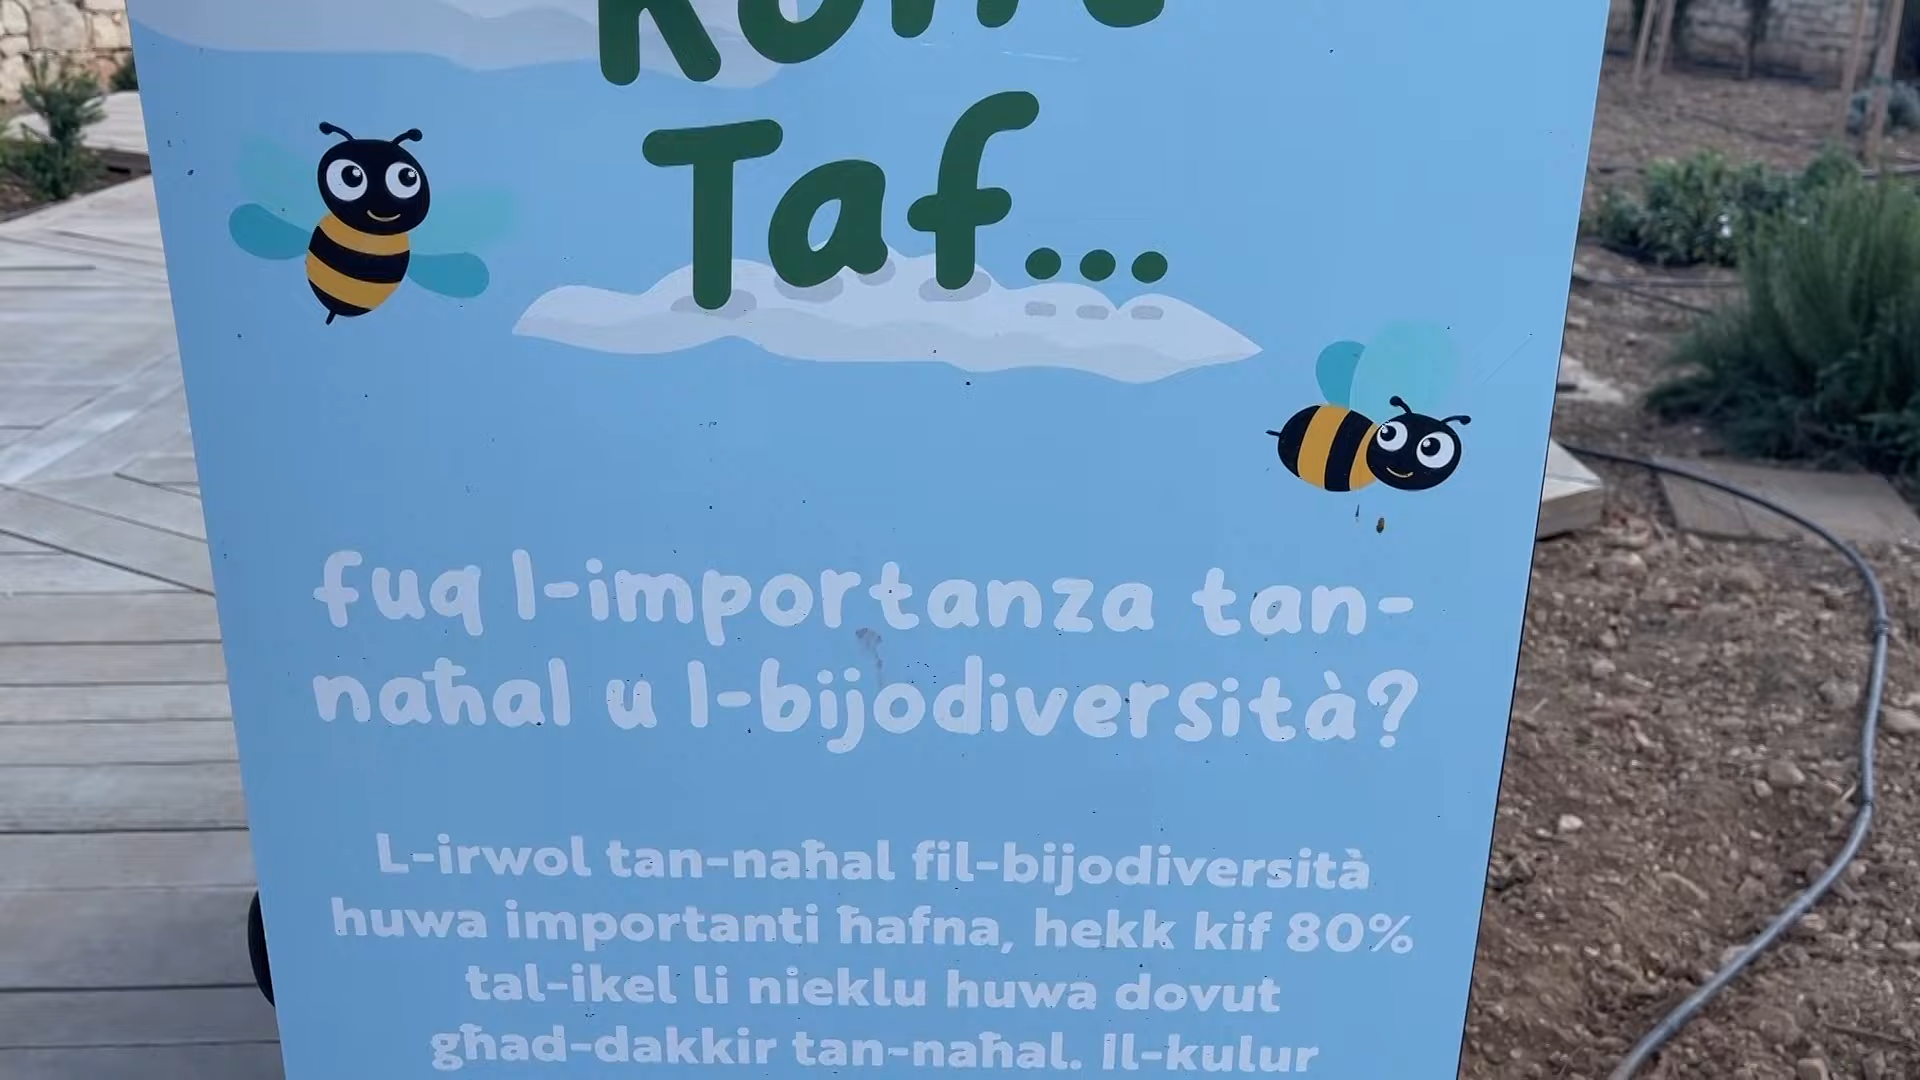 Taf...
fuq l-importanza tan-
naħal u l-bijodiversità?
L-irwol tan-naħal fil-bijodiversità
huwa importanti ħafna, hekk kif 80%
tal-ikel li nieklu huwa dovut
għad-dakkir tan-naħal. Il-kulur